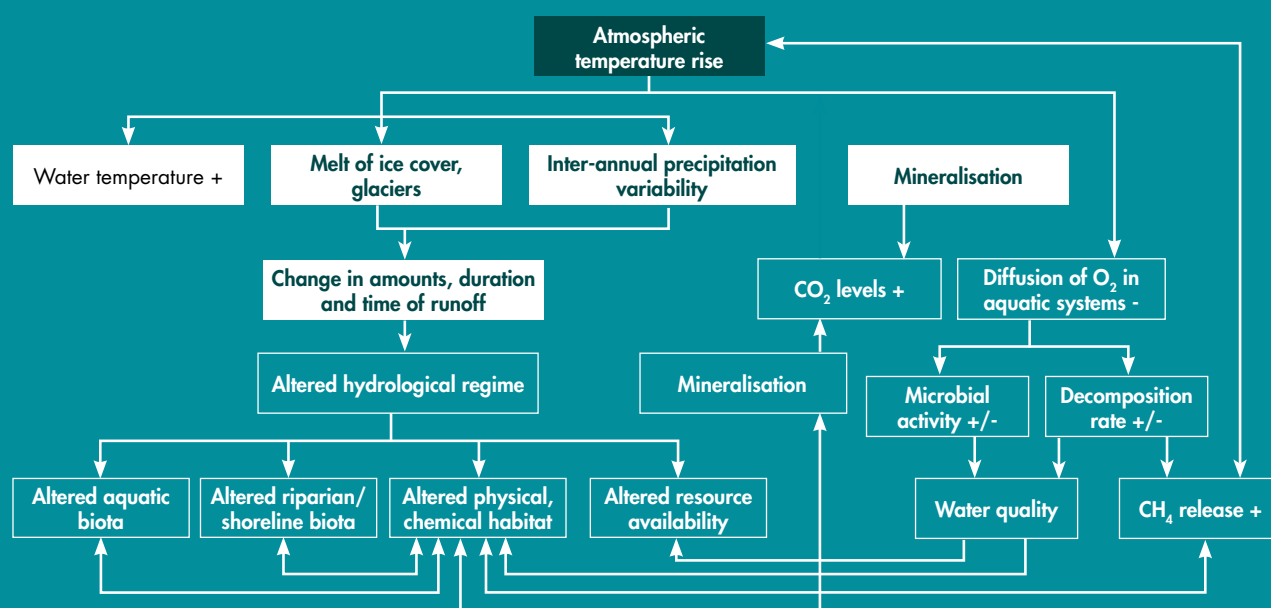 Atmospheric
temperature rise
Water temperature +
Melt of ice cover,
glaciers
Inter-annual precipitation
variability
Mineralisation
Change in amounts, duration
and time of runoff
CO₂ levels +
Diffusion of O₂ in
aquatic systems -
Altered hydrological regime
Mineralisation
Microbial
activity +/-
Decomposition
rate +/-
Altered aquatic
biota
Altered riparian/
shoreline biota
Altered physical,
chemical habitat
Altered resource
availability
Water quality
CH₄ release +